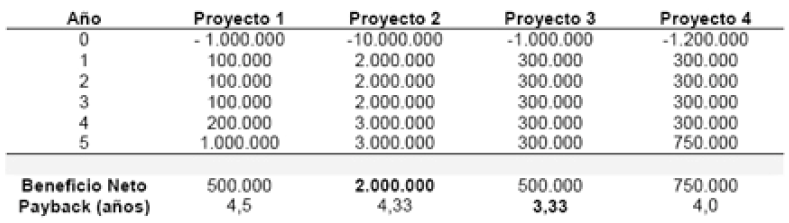 Año Proyecto 1 Proyecto 2 Proyecto 3 Proyecto 4
0 - 1.000.000 -10.000.000 -1.000.000 -1.200.000
1 100.000 2.000.000 300.000 300.000
2 100.000 2.000.000 300.000 300.000
3 100.000 2.000.000 300.000 300.000
4 200.000 3.000.000 300.000 300.000
5 1.000.000 3.000.000 300.000 750.000
Beneficio Neto 500.000 2.000.000 500.000 750.000
Payback (años) 4,5 4,33 3,33 4,0